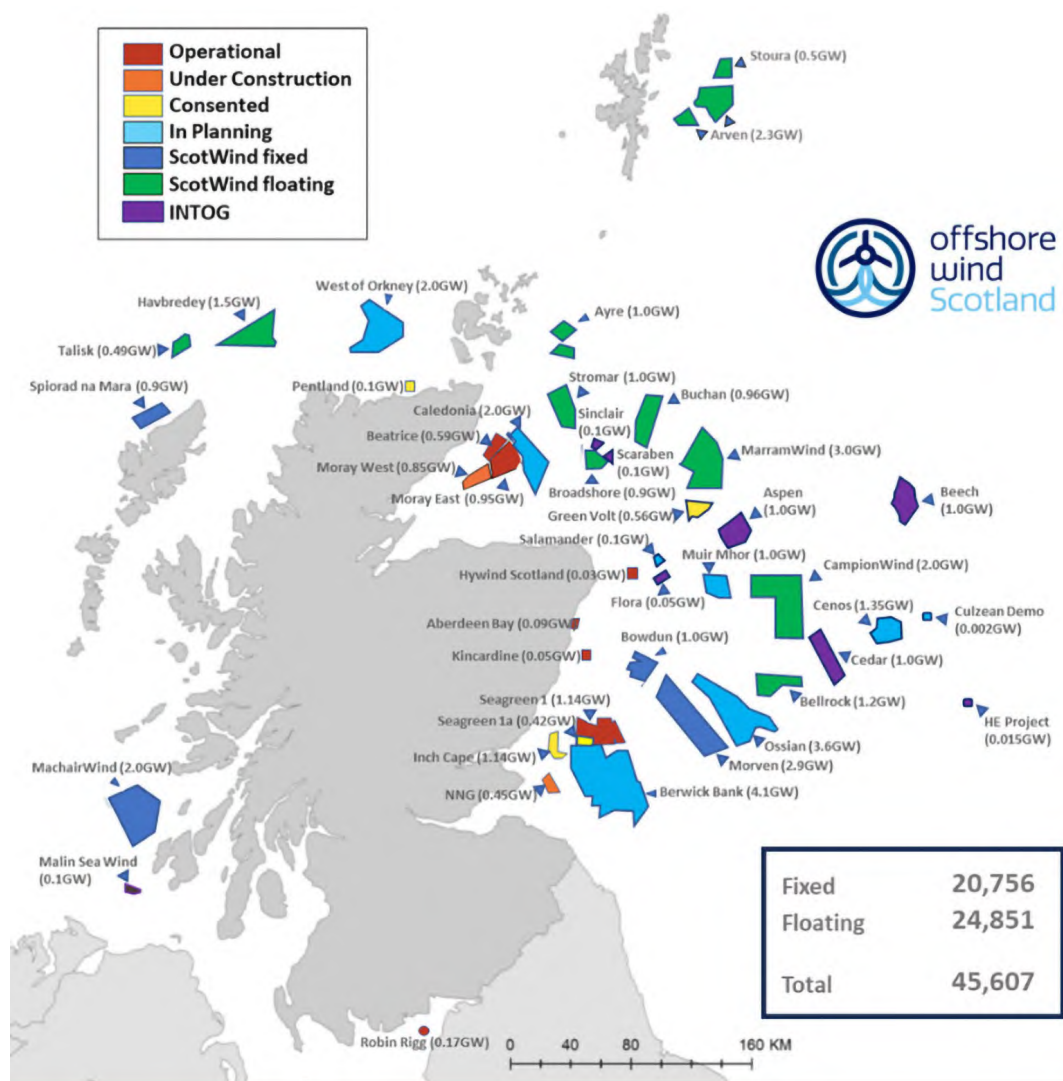 Operational
Under Construction
Consented
In Planning
ScotWind fixed
ScotWind floating
INTOG
Stoura (0.5GW)
Arven (2.3GW)
offshore
wind
Scotland
West of Orkney (2.0GW)
Havbredey (1.5GW)
Talisk (0.49GW)
Spiorad na Mara (0.9GW)
Pentland (0.1GW)
Ayre (1.0GW)
Stromar (1.0GW)
Buchan (0.96GW)
Caledonia (2.0GW)
Sinclair
(0.1GW)
Beatrice (0.59GW)
Moray West (0.85GW)
Moray East (0.95GW)
Scaraben
(0.1GW)
MarramWind (3.0GW)
Broadshore (0.9GW)
Green Volt (0.56GW)
Aspen
(1.0GW)
Beech
(1.0GW)
Salamander
(0.1GW)
Muir Mhor (1.0GW)
Hywind Scotland (0.03GW)
Flora
(0.05GW)
CampionWind (2.0GW)
Cenos (1.35GW)
Culzean Demo
(0.002GW)
Aberdeen Bay (0.09GW)
Bowdun (1.0GW)
Kincardine (0.05GW)
Cedar (1.0GW)
Seagreen 1 (1.14GW)
Seagreen 1a (0.42GW)
Bellrock (1.2GW)
HE Project
(0.015GW)
Inch Cape (1.14GW)
Ossian (3.6GW)
Morven (2.9GW)
MachairWind (2.0GW)
NNG (0.45GW)
Berwick Bank (4.1GW)
Malin Sea Wind
(0.1GW)
Fixed 20,756
Floating 24,851
Total 45,607
Robin Rigg (0.17GW)
0 40 80 160 KM